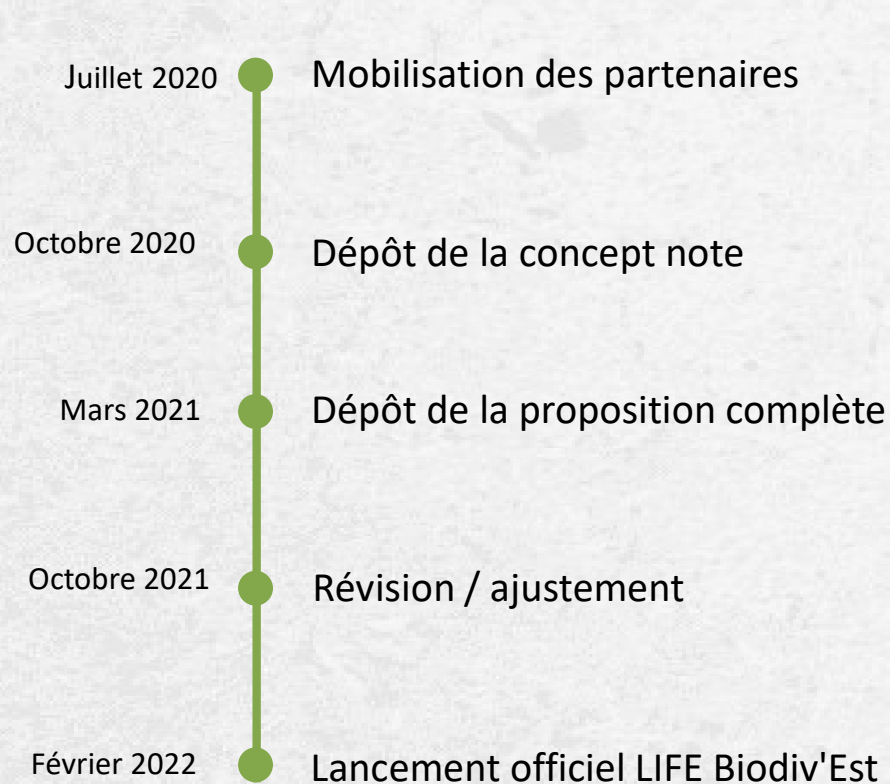 Juillet 2020 Mobilisation des partenaires
Octobre 2020 Dépôt de la concept note
Mars 2021 Dépôt de la proposition complète
Octobre 2021 Révision / ajustement
Février 2022 Lancement officiel LIFE Biodiv'Est